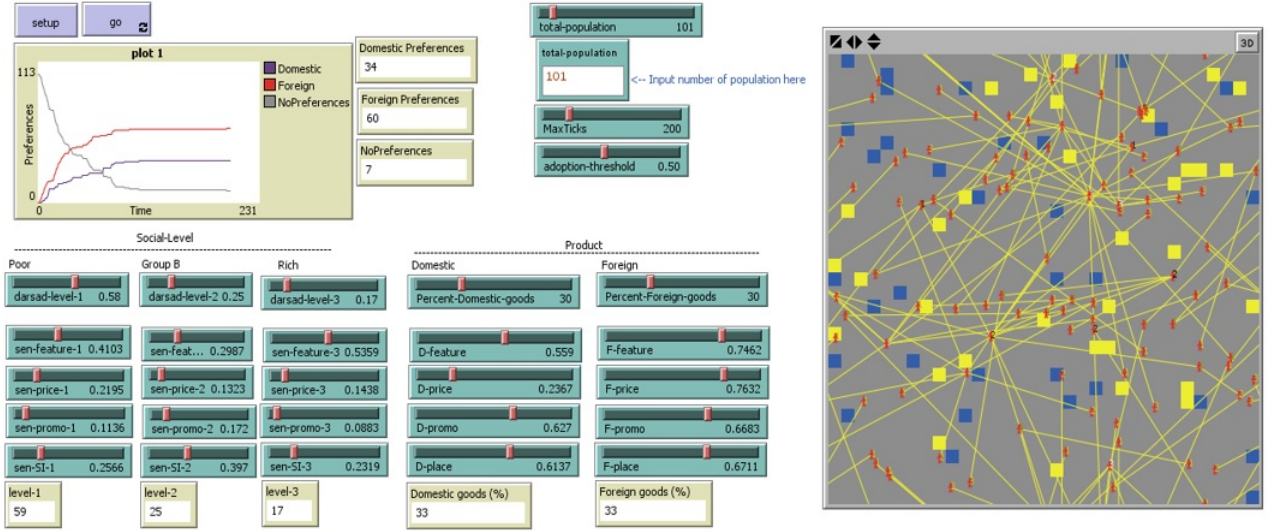 setup
go
plot 1
113
Preferences
0
0
Time
231
Domestic
Foreign
NoPreferences
Domestic Preferences
34
Foreign Preferences
60
NoPreferences
7
total-population 101
total-population
101
<-- Input number of population here
MaxTicks 200
adoption-threshold 0.50
3D
Social-Level
Poor
Group B
Rich
darsad-level-1 0.58
darsad-level-2 0.25
darsad-level-3 0.17
sen-feature-1 0.4103
sen-feat... 0.2987
sen-feature-3 0.5359
sen-price-1 0.2195
sen-price-2 0.1323
sen-price-3 0.1438
sen-promo-1 0.1136
sen-promo-2 0.172
sen-promo-3 0.0883
sen-SI-1 0.2566
sen-SI-2 0.397
sen-SI-3 0.2319
level-1
59
level-2
25
level-3
17
Product
Domestic
Foreign
Percent-Domestic-goods 30
Percent-Foreign-goods 30
D-feature 0.559
F-feature 0.7462
D-price 0.2367
F-price 0.7632
D-promo 0.627
F-promo 0.6683
D-place 0.6137
F-place 0.6711
Domestic goods (%)
33
Foreign goods (%)
33